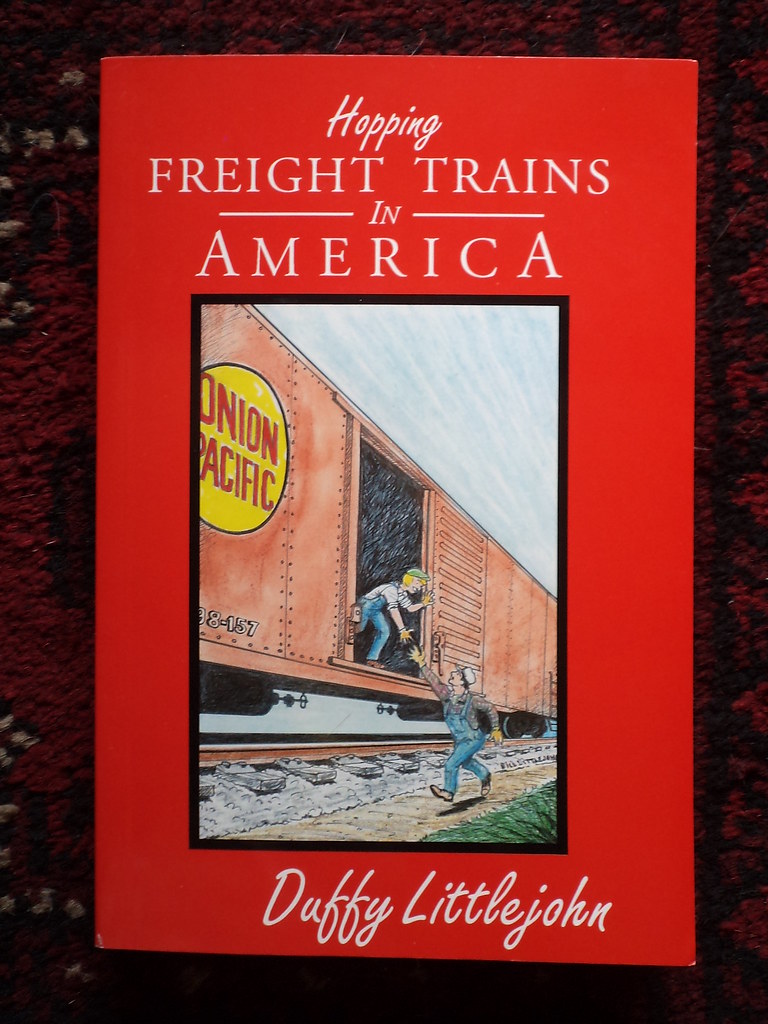 Hopping
FREIGHT TRAINS
IN
AMERICA
UNION
PACIFIC
98-157
Duffy Littlejohn